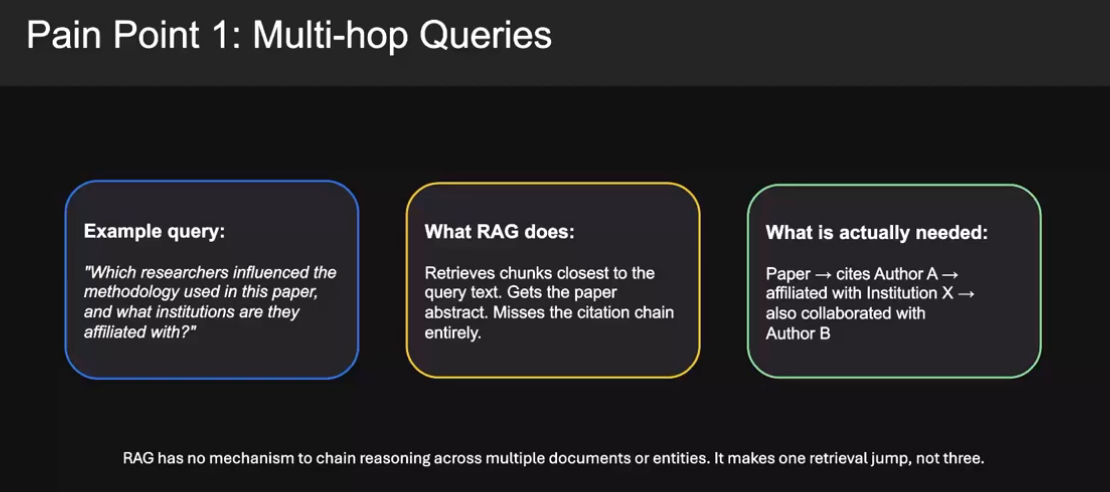 Pain Point 1: Multi-hop Queries
Example query:
"Which researchers influenced the
methodology used in this paper,
and what institutions are they
affiliated with?"
What RAG does:
Retrieves chunks closest to the
query text. Gets the paper
abstract. Misses the citation chain
entirely.
What is actually needed:
Paper → cites Author A →
affiliated with Institution X →
also collaborated with
Author B
RAG has no mechanism to chain reasoning across multiple documents or entities. It makes one retrieval jump, not three.